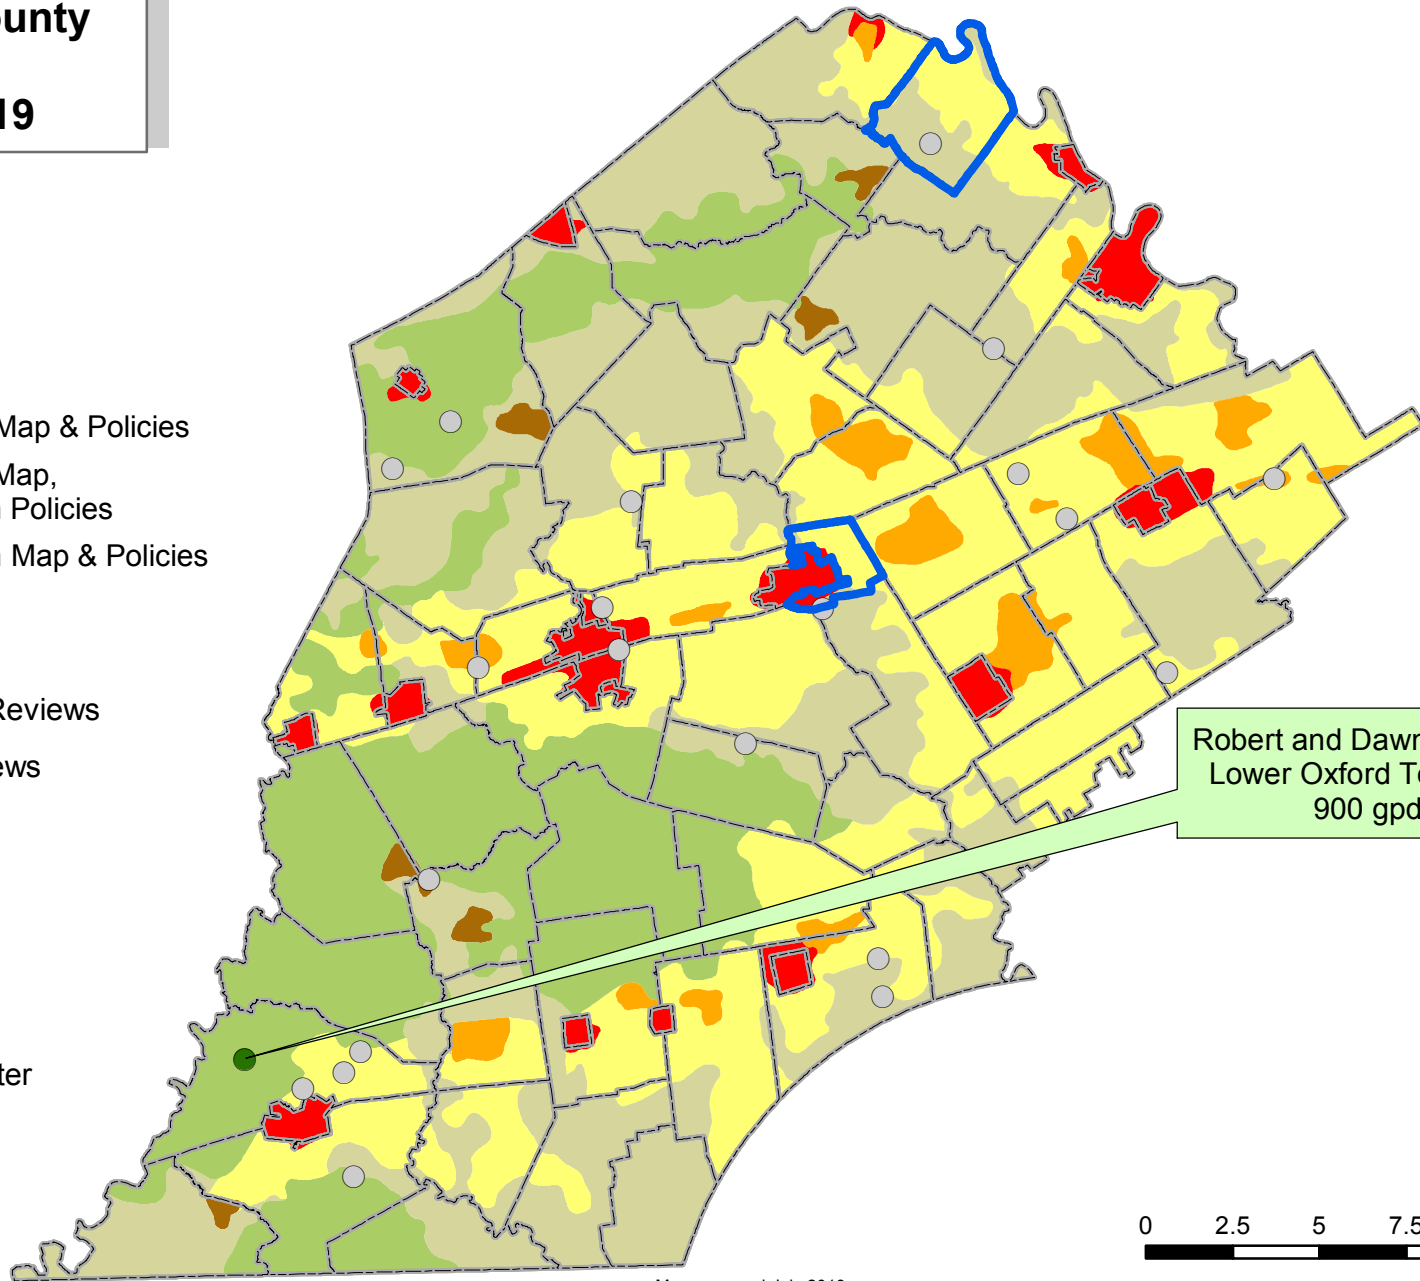 unty
19
Map & Policies
Map,
Policies
Map & Policies
Reviews
ews
ter
Robert and Dawn
Lower Oxford To
900 gpd
0 2.5 5 7.5